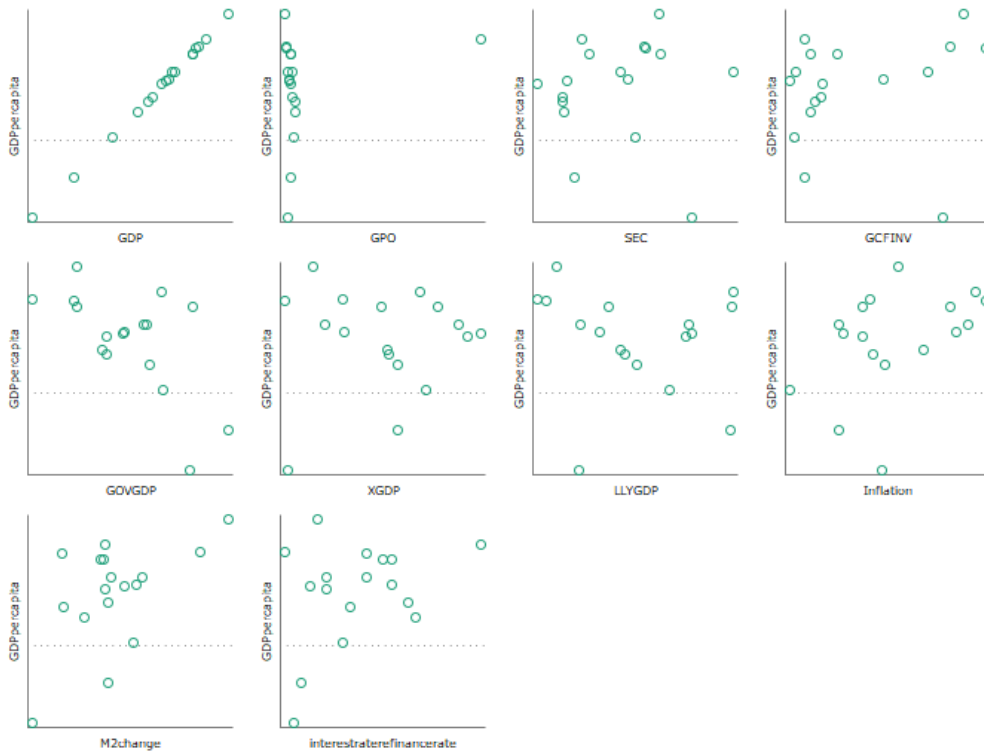 GDPpercapita
GDP
GDPpercapita
GPO
GDPpercapita
SEC
GDPpercapita
GCFINV
GDPpercapita
GOVGDP
GDPpercapita
XGDP
GDPpercapita
LLYGDP
GDPpercapita
Inflation
GDPpercapita
M2change
GDPpercapita
interestraterefinancerate